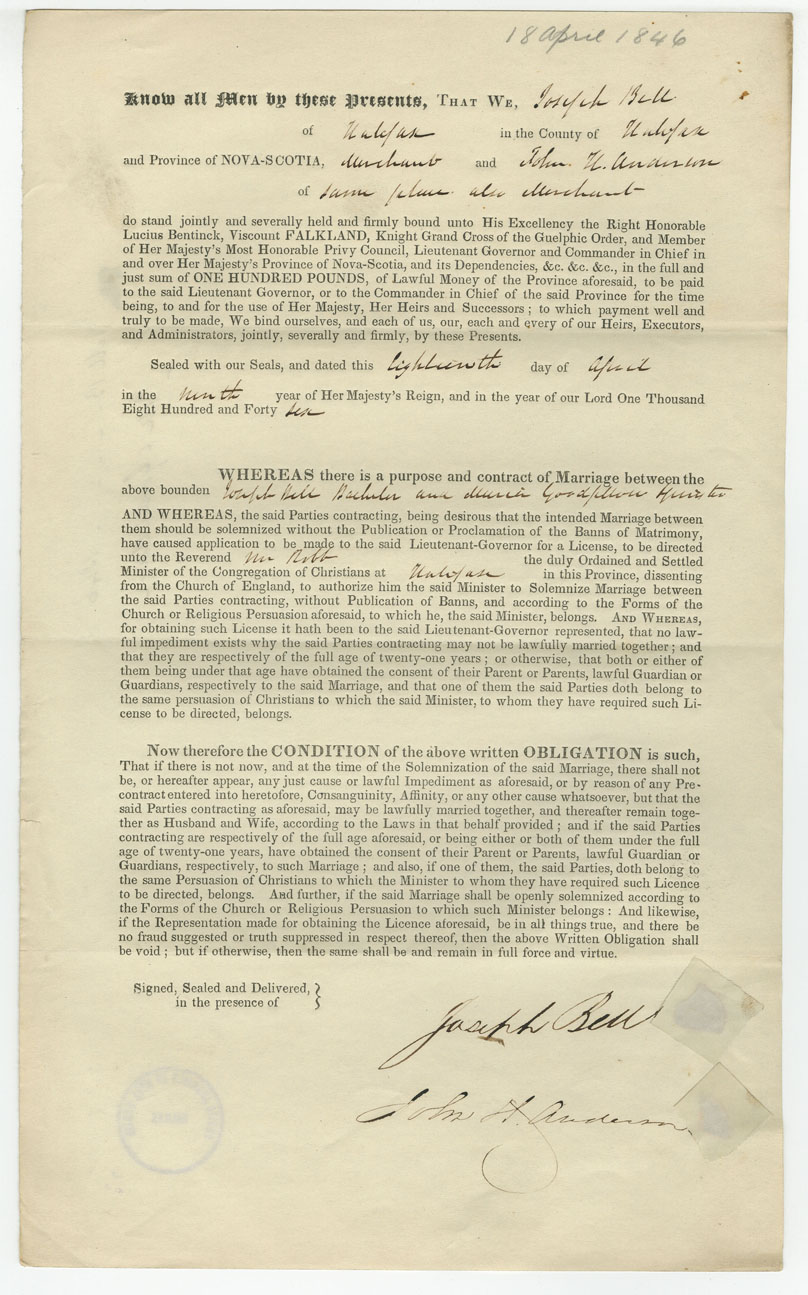 18 April 1846
Know all Men by these Presents, THAT WE, Joseph Bell
of Halifax in the County of Halifax
and Province of NOVA-SCOTIA, Merchant and John H. Anderson
of same place also Merchant
do stand jointly and severally held and firmly bound unto His Excellency the Right Honorable
Lucius Bentinck, Viscount FALKLAND, Knight Grand Cross of the Guelphic Order, and Member
of Her Majesty's Most Honorable Privy Council, Lieutenant Governor and Commander in Chief in
and over Her Majesty's Province of Nova-Scotia, and its Dependencies, &c. &c. &c., in the full and
just sum of ONE HUNDRED POUNDS, of Lawful Money of the Province aforesaid, to be paid
to the said Lieutenant Governor, or to the Commander in Chief of the said Province for the time
being, to and for the use of Her Majesty, Her Heirs and Successors ; to which payment well and
truly to be made, We bind ourselves, and each of us, our, each and every of our Heirs, Executors,
and Administrators, jointly, severally and firmly, by these Presents.
Sealed with our Seals, and dated this Eighteenth day of April
in the ninth year of Her Majesty's Reign, and in the year of our Lord One Thousand
Eight Hundred and Forty six
WHEREAS there is a purpose and contract of Marriage between the
above bounden Joseph Bell Bachelor and Maria Goodfellow Spinster
AND WHEREAS, the said Parties contracting, being desirous that the intended Marriage between
them should be solemnized without the Publication or Proclamation of the Banns of Matrimony,
have caused application to be made to the said Lieutenant-Governor for a License, to be directed
unto the Reverend Mr Robb the duly Ordained and Settled
Minister of the Congregation of Christians at Halifax in this Province, dissenting
from the Church of England, to authorize him the said Minister to Solemnize Marriage between
the said Parties contracting, without Publication of Banns, and according to the Forms of the
Church or Religious Persuasion aforesaid, to which he, the said Minister, belongs. AND WHEREAS,
for obtaining such License it hath been to the said Lieutenant-Governor represented, that no law-
ful impediment exists why the said Parties contracting may not be lawfully married together ; and
that they are respectively of the full age of twenty-one years ; or otherwise, that both or either of
them being under that age have obtained the consent of their Parent or Parents, lawful Guardian or
Guardians, respectively to the said Marriage, and that one of them the said Parties doth belong to
the same persuasion of Christians to which the said Minister, to whom they have required such Li-
cense to be directed, belongs.
Now therefore the CONDITION of the above written OBLIGATION is such,
That if there is not now, and at the time of the Solemnization of the said Marriage, there shall not
be, or hereafter appear, any just cause or lawful Impediment as aforesaid, or by reason of any Pre-
contract entered into heretofore, Consanguinity, Affinity, or any other cause whatsoever, but that the
said Parties contracting as aforesaid, may be lawfully married together, and thereafter remain toge-
ther as Husband and Wife, according to the Laws in that behalf provided ; and if the said Parties
contracting are respectively of the full age aforesaid, or being either or both of them under the full
age of twenty-one years, have obtained the consent of their Parent or Parents, lawful Guardian or
Guardians, respectively, to such Marriage ; and also, if one of them, the said Parties, doth belong to
the same Persuasion of Christians to which the Minister to whom they have required such Licence
to be directed, belongs. And further, if the said Marriage shall be openly solemnized according to
the Forms of the Church or Religious Persuasion to which such Minister belongs : And likewise,
if the Representation made for obtaining the Licence aforesaid, be in all things true, and there be
no fraud suggested or truth suppressed in respect thereof, then the above Written Obligation shall
be void ; but if otherwise, then the same shall be and remain in full force and virtue.
Signed, Sealed and Delivered, }
in the presence of
Joseph Bell
John H. Anderson